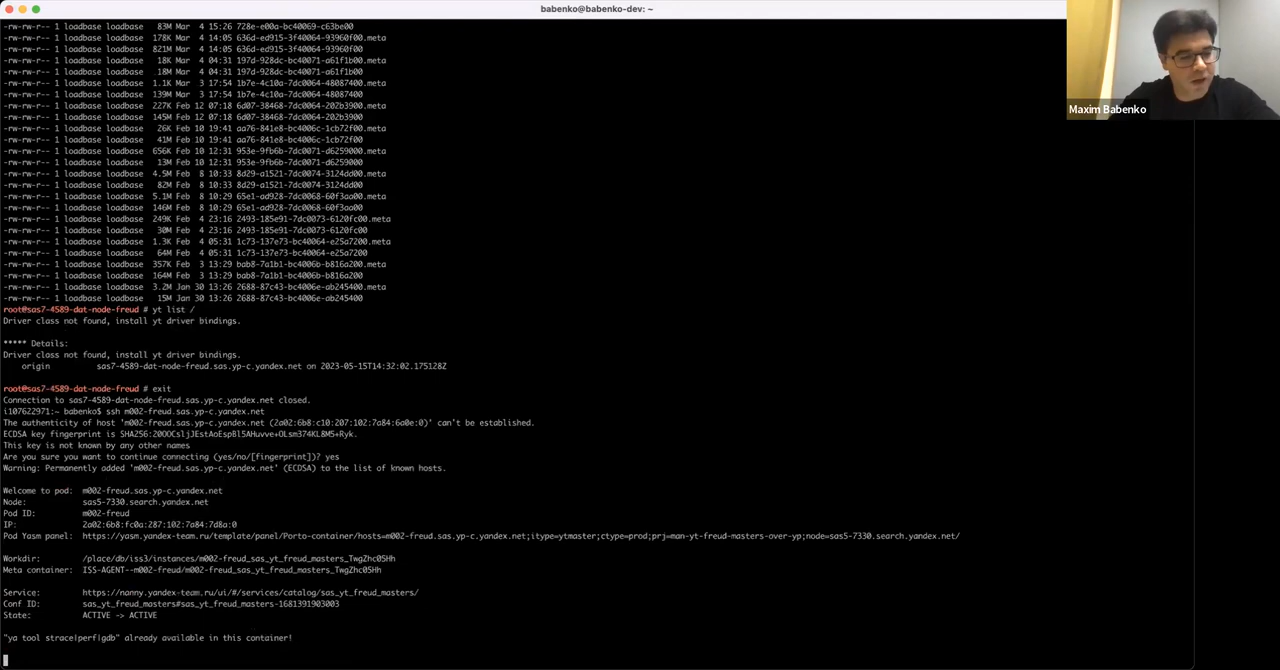 babenko@babenko-dev: ~
-rw-rw-r-- 1 loadbase loadbase  83M Mar  4 15:26 728e-e00a-bc40069-c63be00
-rw-rw-r-- 1 loadbase loadbase 178K Mar  4 14:05 636d-ed915-3f40064-93960f00.meta
-rw-rw-r-- 1 loadbase loadbase 821M Mar  4 14:05 636d-ed915-3f40064-93960f00
-rw-rw-r-- 1 loadbase loadbase  18K Mar  4 04:31 197d-928dc-bc40071-a61f1b00.meta
-rw-rw-r-- 1 loadbase loadbase  18M Mar  4 04:31 197d-928dc-bc40071-a61f1b00
-rw-rw-r-- 1 loadbase loadbase 1.1K Mar  3 17:54 1b7e-4c10a-7dc0064-48087400.meta
-rw-rw-r-- 1 loadbase loadbase 139M Mar  3 17:54 1b7e-4c10a-7dc0064-48087400
-rw-rw-r-- 1 loadbase loadbase 227K Feb 12 07:18 6d07-38468-7dc0064-202b3900.meta
-rw-rw-r-- 1 loadbase loadbase 145M Feb 12 07:18 6d07-38468-7dc0064-202b3900
-rw-rw-r-- 1 loadbase loadbase  26K Feb 10 19:41 aa76-841e8-bc4006c-1cb72f00.meta
-rw-rw-r-- 1 loadbase loadbase  41M Feb 10 19:41 aa76-841e8-bc4006c-1cb72f00
-rw-rw-r-- 1 loadbase loadbase 656K Feb 10 12:31 953e-9fb6b-7dc0071-d6259000.meta
-rw-rw-r-- 1 loadbase loadbase  13M Feb 10 12:31 953e-9fb6b-7dc0071-d6259000
-rw-rw-r-- 1 loadbase loadbase 4.5M Feb  8 10:33 8d29-a1521-7dc0074-3124dd00.meta
-rw-rw-r-- 1 loadbase loadbase  82M Feb  8 10:33 8d29-a1521-7dc0074-3124dd00
-rw-rw-r-- 1 loadbase loadbase 5.1M Feb  8 10:29 65e1-ad928-7dc0068-60f3aa00.meta
-rw-rw-r-- 1 loadbase loadbase 146M Feb  8 10:29 65e1-ad928-7dc0068-60f3aa00
-rw-rw-r-- 1 loadbase loadbase 249K Feb  4 23:16 2493-185e91-7dc0073-6120fc00.meta
-rw-rw-r-- 1 loadbase loadbase  30M Feb  4 23:16 2493-185e91-7dc0073-6120fc00
-rw-rw-r-- 1 loadbase loadbase 1.3K Feb  4 05:31 1c73-137e73-bc40064-e25a7200.meta
-rw-rw-r-- 1 loadbase loadbase  64M Feb  4 05:31 1c73-137e73-bc40064-e25a7200
-rw-rw-r-- 1 loadbase loadbase 357K Feb  3 13:29 bab8-7a1b1-bc4006b-b816a200.meta
-rw-rw-r-- 1 loadbase loadbase 164M Feb  3 13:29 bab8-7a1b1-bc4006b-b816a200
-rw-rw-r-- 1 loadbase loadbase 3.2M Jan 30 13:26 2688-87c43-bc4006e-ab245400.meta
-rw-rw-r-- 1 loadbase loadbase  15M Jan 30 13:26 2688-87c43-bc4006e-ab245400
root@sas7-4589-dat-node-freud # yt list /
Driver class not found, install yt driver bindings.
***** Details:
Driver class not found, install yt driver bindings.
origin          sas7-4589-dat-node-freud.sas.yp-c.yandex.net on 2023-05-15T14:32:02.175128Z
root@sas7-4589-dat-node-freud # exit
Connection to sas7-4589-dat-node-freud closed.
i107622971:~ babenko$ ssh m002-freud.sas.yp-c.yandex.net
The authenticity of host 'm002-freud.sas.yp-c.yandex.net (2a02:6b8:c10:207:102:7a84:6a0e:0)' can't be established.
ECDSA key fingerprint is
This key is not known by any other names
Are you sure you want to continue connecting (yes/no/[fingerprint])? yes
Warning: Permanently added 'm002-freud.sas.yp-c.yandex.net' (ECDSA) to the list of known hosts.
Welcome to pod:  m002-freud.sas.yp-c.yandex.net
Node:            sas5-7330.search.yandex.net
Pod ID:          m002-freud
IP:              2a02:6b8:fc0a:287:102:7a84:7d8a:0
Pod Yasm panel:  https://yasm.yandex-team.ru/template/panel/Porto-container/hosts=m002-freud.sas.yp-c.yandex.net;itype=ytmaster;ctype=prod;prj=man-yt-freud-masters-over-yp;node=sas5-7330.search.yandex.net/
Workdir:         /place/db/iss3/instances/m002-freud_sas_yt_freud_masters_TwgZhc05Hh
Meta container:  ISS-AGENT--m002-freud/m002-freud_sas_yt_freud_masters_TwgZhc05Hh
Service:         https://nanny.yandex-team.ru/ui/#/services/catalog/sas_yt_freud_masters/
Conf ID:         sas_yt_freud_masters#sas_yt_freud_masters-1681391903003
State:           ACTIVE -> ACTIVE
"ya tool strace|perf|gdb" already available in this container!
Maxim Babenko